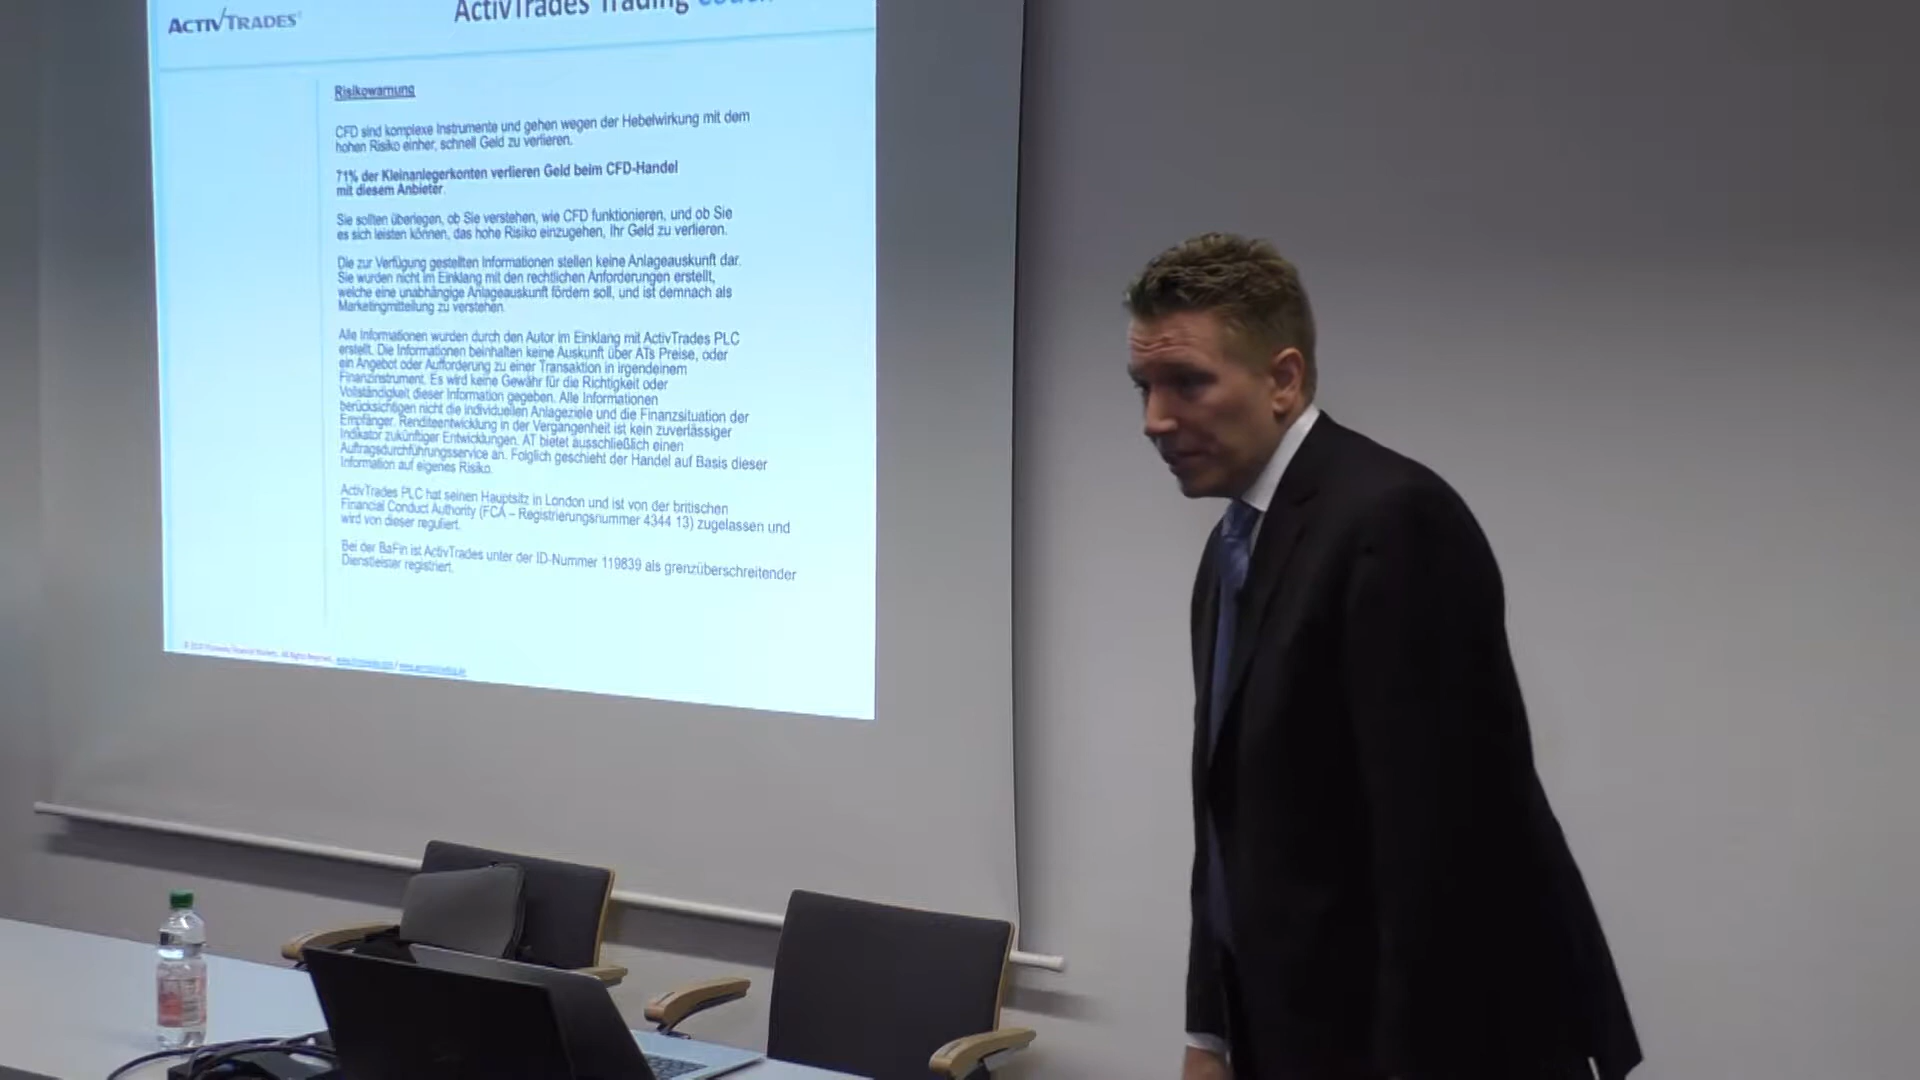 ACTIVTRADES
ActivTrades Trading
Risikowarnung
CFD sind komplexe Instrumente und gehen wegen der Hebelwirkung mit dem
hohen Risiko einher, schnell Geld zu verlieren.
71% der Kleinanlegerkonten verlieren Geld beim CFD-Handel
mit diesem Anbieter.
Sie sollten überlegen, ob Sie verstehen, wie CFD funktionieren, und ob Sie
es sich leisten können, das hohe Risiko einzugehen, Ihr Geld zu verlieren.
Die zur Verfügung gestellten Informationen stellen keine Anlageauskunft dar.
Sie wurden nicht im Einklang mit den rechtlichen Anforderungen erstellt,
welche eine unabhängige Anlageauskunft fördern soll, und ist demnach als
Marketingmitteilung zu verstehen.
Alle Informationen wurden durch den Autor im Einklang mit ActivTrades PLC
erstellt. Die Informationen beinhalten keine Auskunft über ATs Preise, oder
ein Angebot oder Aufforderung zu einer Transaktion in irgendeinem
Finanzinstrument. Es wird keine Gewähr für die Richtigkeit oder
Vollständigkeit dieser Information gegeben. Alle Informationen
berücksichtigen nicht die individuellen Anlageziele und die Finanzsituation der
Empfänger. Renditeentwicklung in der Vergangenheit ist kein zuverlässiger
Indikator zukünftiger Entwicklungen. AT bietet ausschließlich einen
Auftragsdurchführungsservice an. Folglich geschieht der Handel auf Basis dieser
Information auf eigenes Risiko.
ActivTrades PLC hat seinen Hauptsitz in London und ist von der britischen
Financial Conduct Authority (FCA – Registrierungsnummer 4344 13) zugelassen und
wird von dieser reguliert.
Bei der BaFin ist ActivTrades unter der ID-Nummer 119839 als grenzüberschreitender
Dienstleister registriert.